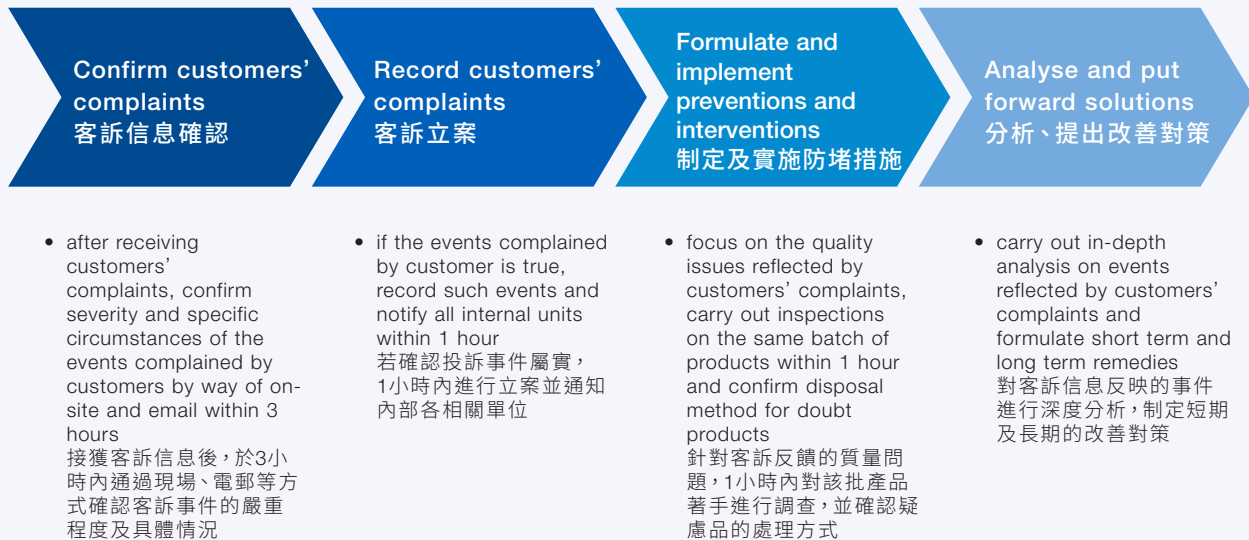 Confirm customers’
complaints
客訴信息確認
Record customers’
complaints
客訴立案
Formulate and
implement
preventions and
interventions
制定及實施防堵措施
Analyse and put
forward solutions
分析、提出改善對策
• after receiving
customers’
complaints, confirm
severity and specific
circumstances of the
events complained by
customers by way of on-
site and email within 3
hours
接獲客訴信息後，於3小
時內通過現場、電郵等方
式確認客訴事件的嚴重
程度及具體情況
• if the events complained
by customer is true,
record such events and
notify all internal units
within 1 hour
若確認投訴事件屬實，
1小時內進行立案並通知
內部各相關單位
• focus on the quality
issues reflected by
customers’ complaints,
carry out inspections
on the same batch of
products within 1 hour
and confirm disposal
method for doubt
products
針對客訴反饋的質量問
題，1小時內對該批產品
著手進行調查，並確認疑
慮品的處理方式
• carry out in-depth
analysis on events
reflected by customers’
complaints and
formulate short term and
long term remedies
對客訴信息反映的事件
進行深度分析，制定短期
及長期的改善對策